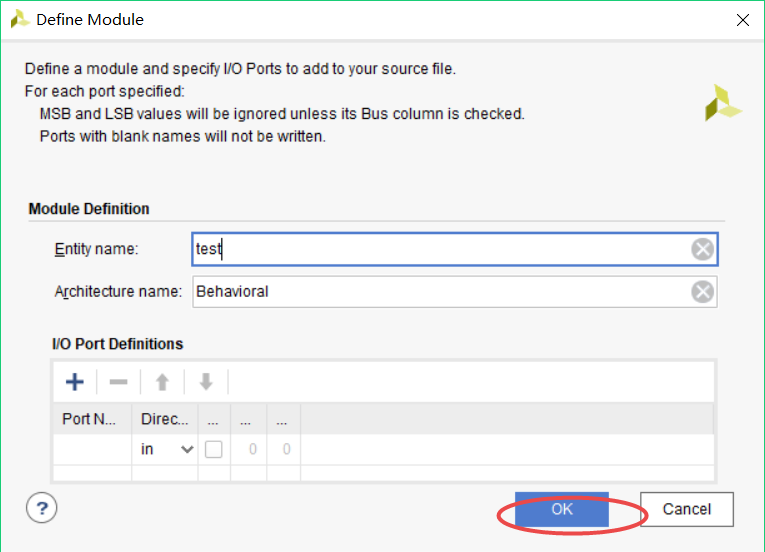 Define Module
Define a module and specify I/O Ports to add to your source file.
For each port specified:
MSB and LSB values will be ignored unless its Bus column is checked.
Ports with blank names will not be written.
Module Definition
Entity name: test
Architecture name: Behavioral
I/O Port Definitions
Port N... Direc... ... ... ...
in 0 0
? OK Cancel